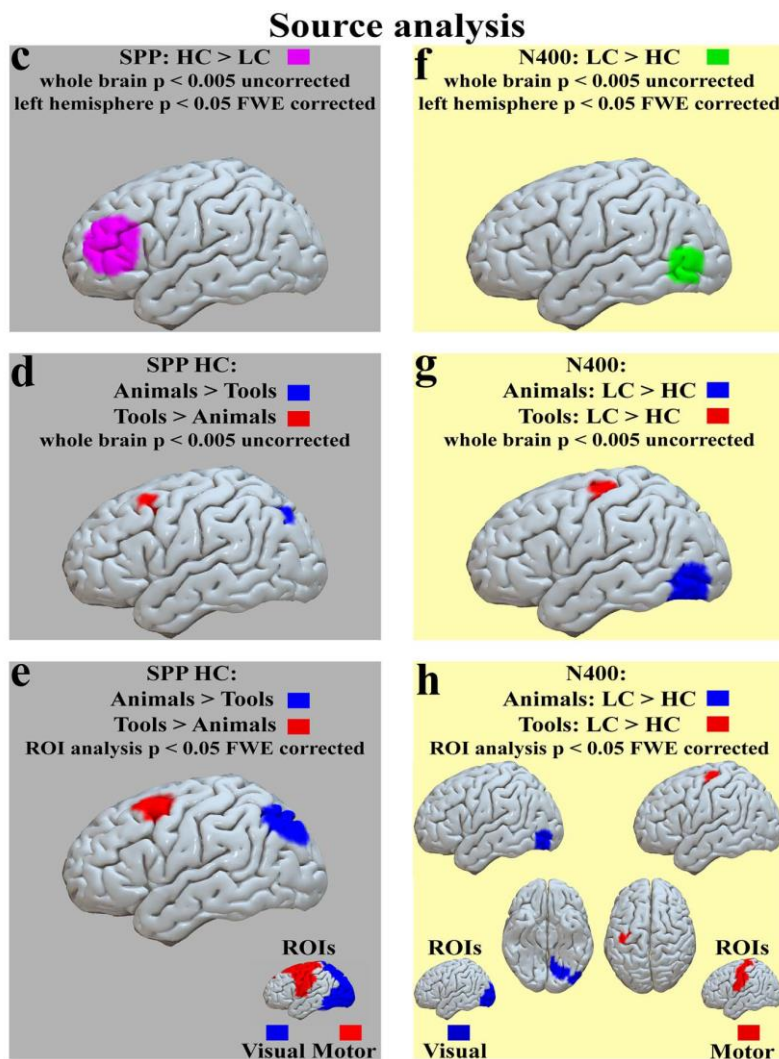 Source analysis
c
SPP: HC > LC
whole brain p < 0.005 uncorrected
left hemisphere p < 0.05 FWE corrected
f
N400: LC > HC
whole brain p < 0.005 uncorrected
left hemisphere p < 0.05 FWE corrected
d
SPP HC:
Animals > Tools
Tools > Animals
whole brain p < 0.005 uncorrected
g
N400:
Animals: LC > HC
Tools: LC > HC
whole brain p < 0.005 uncorrected
e
SPP HC:
Animals > Tools
Tools > Animals
ROI analysis p < 0.05 FWE corrected
ROIs
Visual Motor
h
N400:
Animals: LC > HC
Tools: LC > HC
ROI analysis p < 0.05 FWE corrected
ROIs
Visual
ROIs
Motor